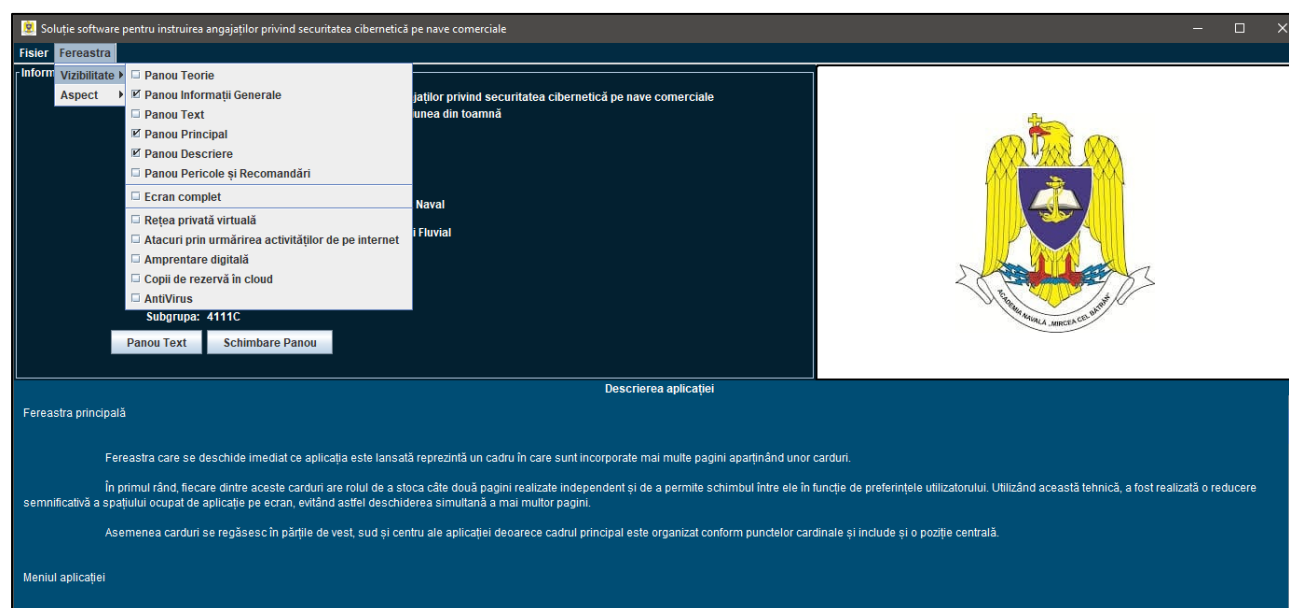 Soluție software pentru instruirea angajaților privind securitatea cibernetică pe nave comerciale
Fisier Fereastra
Inform
Vizibilitate
Aspect
Panou Teorie
Panou Informații Generale
Panou Text
Panou Principal
Panou Descriere
Panou Pericole și Recomandări
Ecran complet
Rețea privată virtuală
Atacuri prin urmărirea activităților de pe internet
Amprentare digitală
Copii de rezervă în cloud
AntiVirus
jaților privind securitatea cibernetică pe nave comerciale
iunea din toamnă
Naval
i Fluvial
Subgrupa: 4111C
Panou Text Schimbare Panou
ACADEMIA NAVALĂ „MIRCEA CEL BĂTRÂN”
Descrierea aplicației
Fereastra principală
Fereastra care se deschide imediat ce aplicația este lansată reprezintă un cadru în care sunt incorporate mai multe pagini aparținând unor carduri.
În primul rând, fiecare dintre aceste carduri are rolul de a stoca câte două pagini realizate independent și de a permite schimbul între ele în funcție de preferințele utilizatorului. Utilizând această tehnică, a fost realizată o reducere
semnificativă a spațiului ocupat de aplicație pe ecran, evitând astfel deschiderea simultană a mai multor pagini.
Asemenea carduri se regăsesc în părțile de vest, sud și centru ale aplicației deoarece cadrul principal este organizat conform punctelor cardinale și include și o poziție centrală.
Meniul aplicației